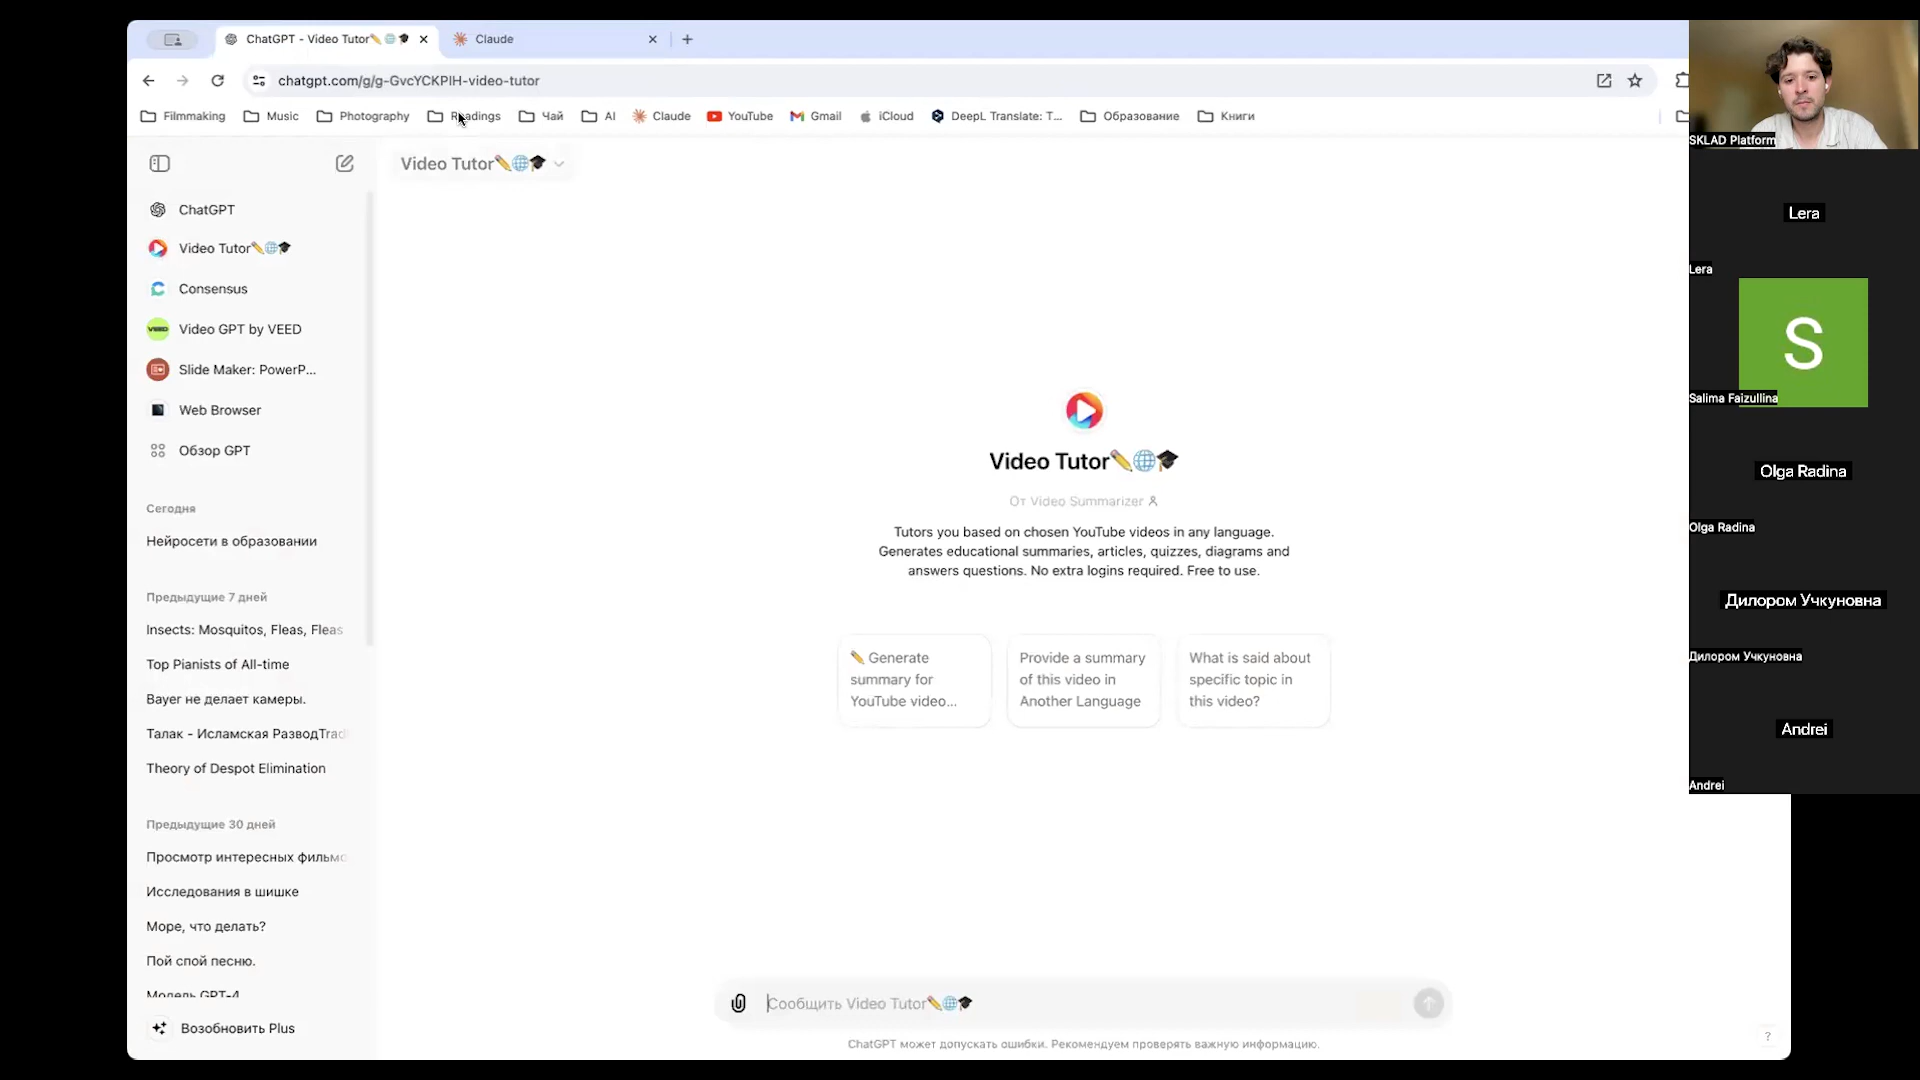 ChatGPT - Video Tutor✏️🌐🎓
Claude
chatgpt.com/g/g-GvcYCKPIH-video-tutor
Filmmaking
Music
Photography
Readings
Чай
AI
Claude
YouTube
Gmail
iCloud
DeepL Translate: T...
Образование
Книги
Video Tutor✏️🌐🎓
ChatGPT
Video Tutor✏️🌐🎓
Consensus
VEED
Video GPT by VEED
Slide Maker: PowerP...
Web Browser
Обзор GPT
Сегодня
Нейросети в образовании
Предыдущие 7 дней
Insects: Mosquitos, Fleas, Fleas
Top Pianists of All-time
Bayer не делает камеры.
Талак - Исламская РазводTrad
Theory of Despot Elimination
Предыдущие 30 дней
Просмотр интересных фильмо
Исследования в шишке
Море, что делать?
Пой спой песню.
Модель GPT-4
Возобновить Plus
Video Tutor✏️🌐🎓
От Video Summarizer
Tutors you based on chosen YouTube videos in any language.
Generates educational summaries, articles, quizzes, diagrams and
answers questions. No extra logins required. Free to use.
✏️ Generate
summary for
YouTube video...
Provide a summary
of this video in
Another Language
What is said about
specific topic in
this video?
Сообщить Video Tutor✏️🌐🎓
ChatGPT может допускать ошибки. Рекомендуем проверять важную информацию.
?
SKLAD Platform
Lera
Lera
S
Salima Faizullina
Olga Radina
Olga Radina
Дилором Учкуновна
Дилором Учкуновна
Andrei
Andrei